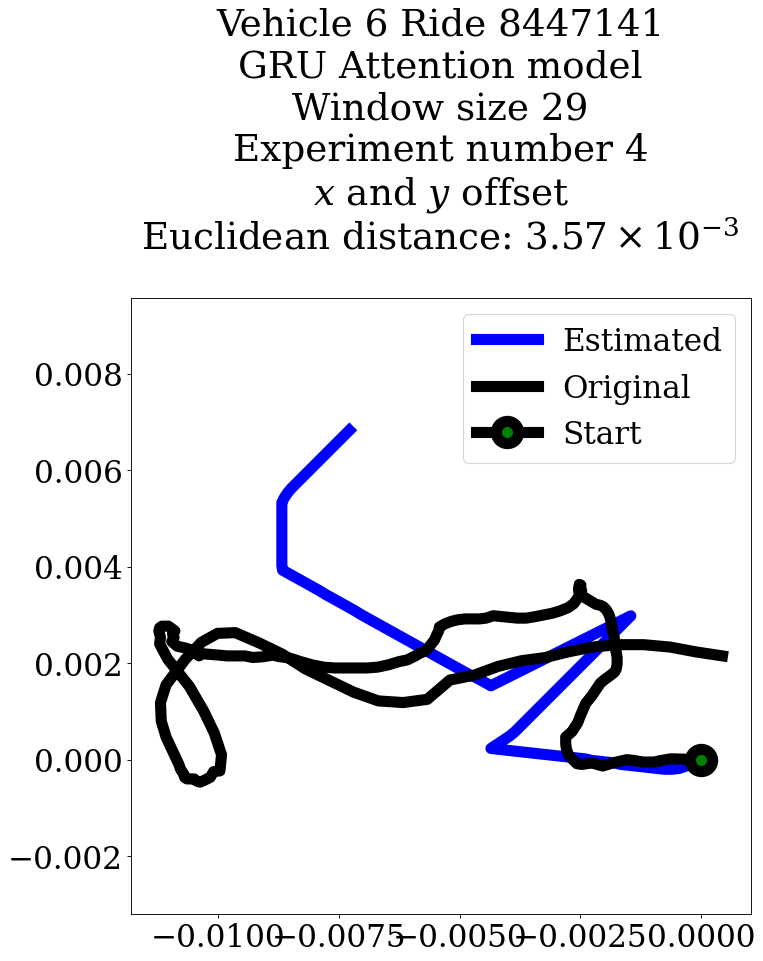 Vehicle 6 Ride 8447141
GRU Attention model
Window size 29
Experiment number 4
x and y offset
Euclidean distance: 3.57 × 10⁻³
Estimated
Original
Start
0.008
0.006
0.004
0.002
0.000
−0.002
−0.0100 −0.0075 −0.0050 −0.0025 0.0000